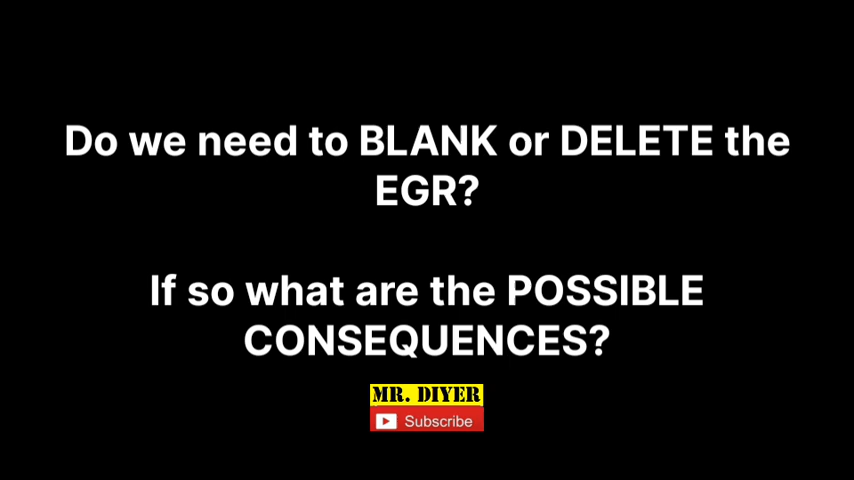 Do we need to BLANK or DELETE the
EGR?
If so what are the POSSIBLE
CONSEQUENCES?
MR. DIYER
Subscribe